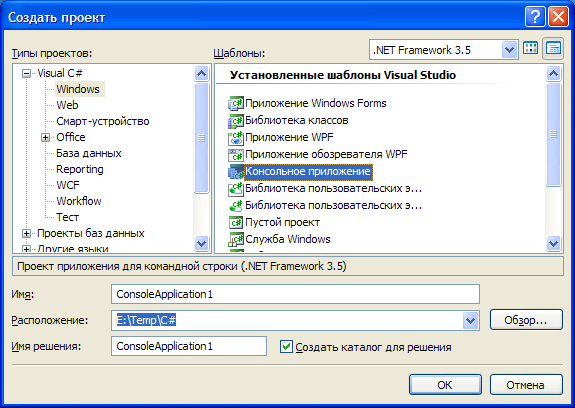 Создать проект
Типы проектов:
Шаблоны:
.NET Framework 3.5
Visual C#
Windows
Web
Смарт-устройство
Office
База данных
Reporting
WCF
Workflow
Тест
Проекты баз данных
Другие языки
Установленные шаблоны Visual Studio
Приложение Windows Forms
Библиотека классов
Приложение WPF
Приложение обозревателя WPF
Консольное приложение
Библиотека пользовательских э...
Библиотека пользовательских э...
Пустой проект
Служба Windows
Проект приложения для командной строки (.NET Framework 3.5)
Имя:
ConsoleApplication1
Расположение:
E:\Temp\C#
Обзор...
Имя решения:
ConsoleApplication1
Создать каталог для решения
OK
Отмена